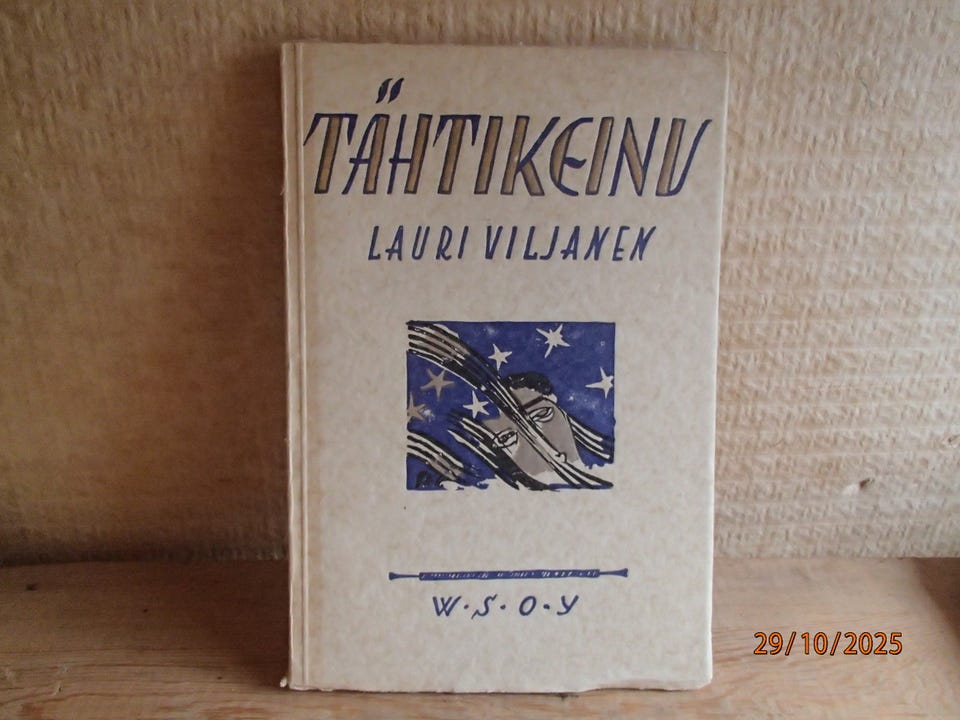 TÄHTIKEINU
LAURI VILJANEN
W·S·O·Y
29/10/2025